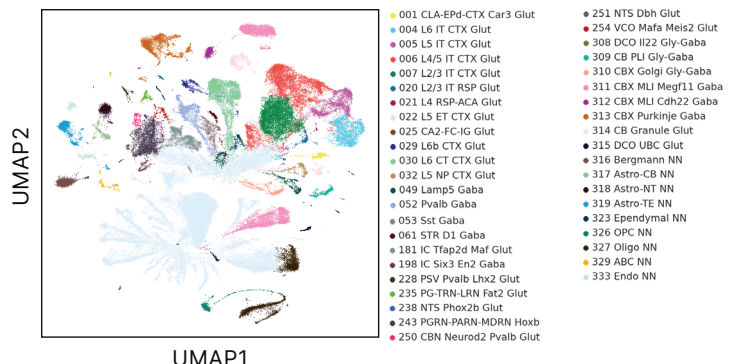 UMAP2
UMAP1
001 CLA-EPd-CTX Car3 Glut
004 L6 IT CTX Glut
005 L5 IT CTX Glut
006 L4/5 IT CTX Glut
007 L2/3 IT CTX Glut
020 L2/3 IT RSP Glut
021 L4 RSP-ACA Glut
022 L5 ET CTX Glut
025 CA2-FC-IG Glut
029 L6b CTX Glut
030 L6 CT CTX Glut
032 L5 NP CTX Glut
049 Lamp5 Gaba
052 Pvalb Gaba
053 Sst Gaba
061 STR D1 Gaba
181 IC Tfap2d Maf Glut
198 IC Six3 En2 Gaba
228 PSV Pvalb Lhx2 Glut
235 PG-TRN-LRN Fat2 Glut
238 NTS Phox2b Glut
243 PGRN-PARN-MDRN Hoxb
250 CBN Neurod2 Pvalb Glut
251 NTS Dbh Glut
254 VCO Mafa Meis2 Glut
308 DCO Il22 Gly-Gaba
309 CB PLI Gly-Gaba
310 CBX Golgi Gly-Gaba
311 CBX MLI Megf11 Gaba
312 CBX MLI Cdh22 Gaba
313 CBX Purkinje Gaba
314 CB Granule Glut
315 DCO UBC Glut
316 Bergmann NN
317 Astro-CB NN
318 Astro-NT NN
319 Astro-TE NN
323 Ependymal NN
326 OPC NN
327 Oligo NN
329 ABC NN
333 Endo NN